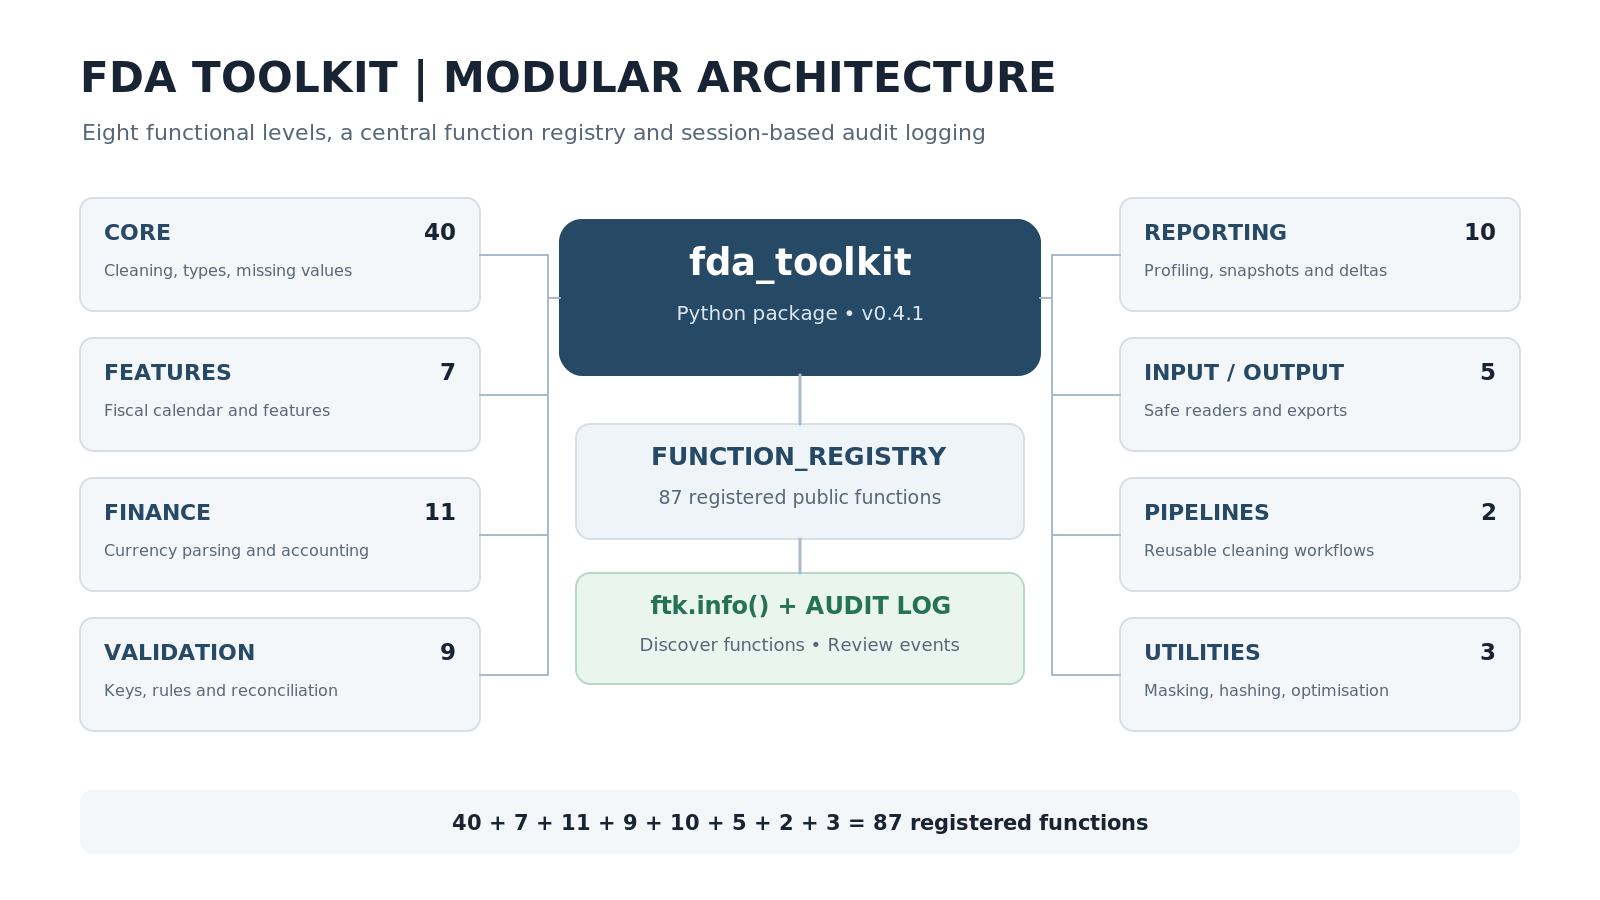 FDA TOOLKIT | MODULAR ARCHITECTURE
Eight functional levels, a central function registry and session-based audit logging
CORE 40
Cleaning, types, missing values
FEATURES 7
Fiscal calendar and features
FINANCE 11
Currency parsing and accounting
VALIDATION 9
Keys, rules and reconciliation
fda_toolkit
Python package • v0.4.1
FUNCTION_REGISTRY
87 registered public functions
ftk.info() + AUDIT LOG
Discover functions • Review events
REPORTING 10
Profiling, snapshots and deltas
INPUT / OUTPUT 5
Safe readers and exports
PIPELINES 2
Reusable cleaning workflows
UTILITIES 3
Masking, hashing, optimisation
40 + 7 + 11 + 9 + 10 + 5 + 2 + 3 = 87 registered functions